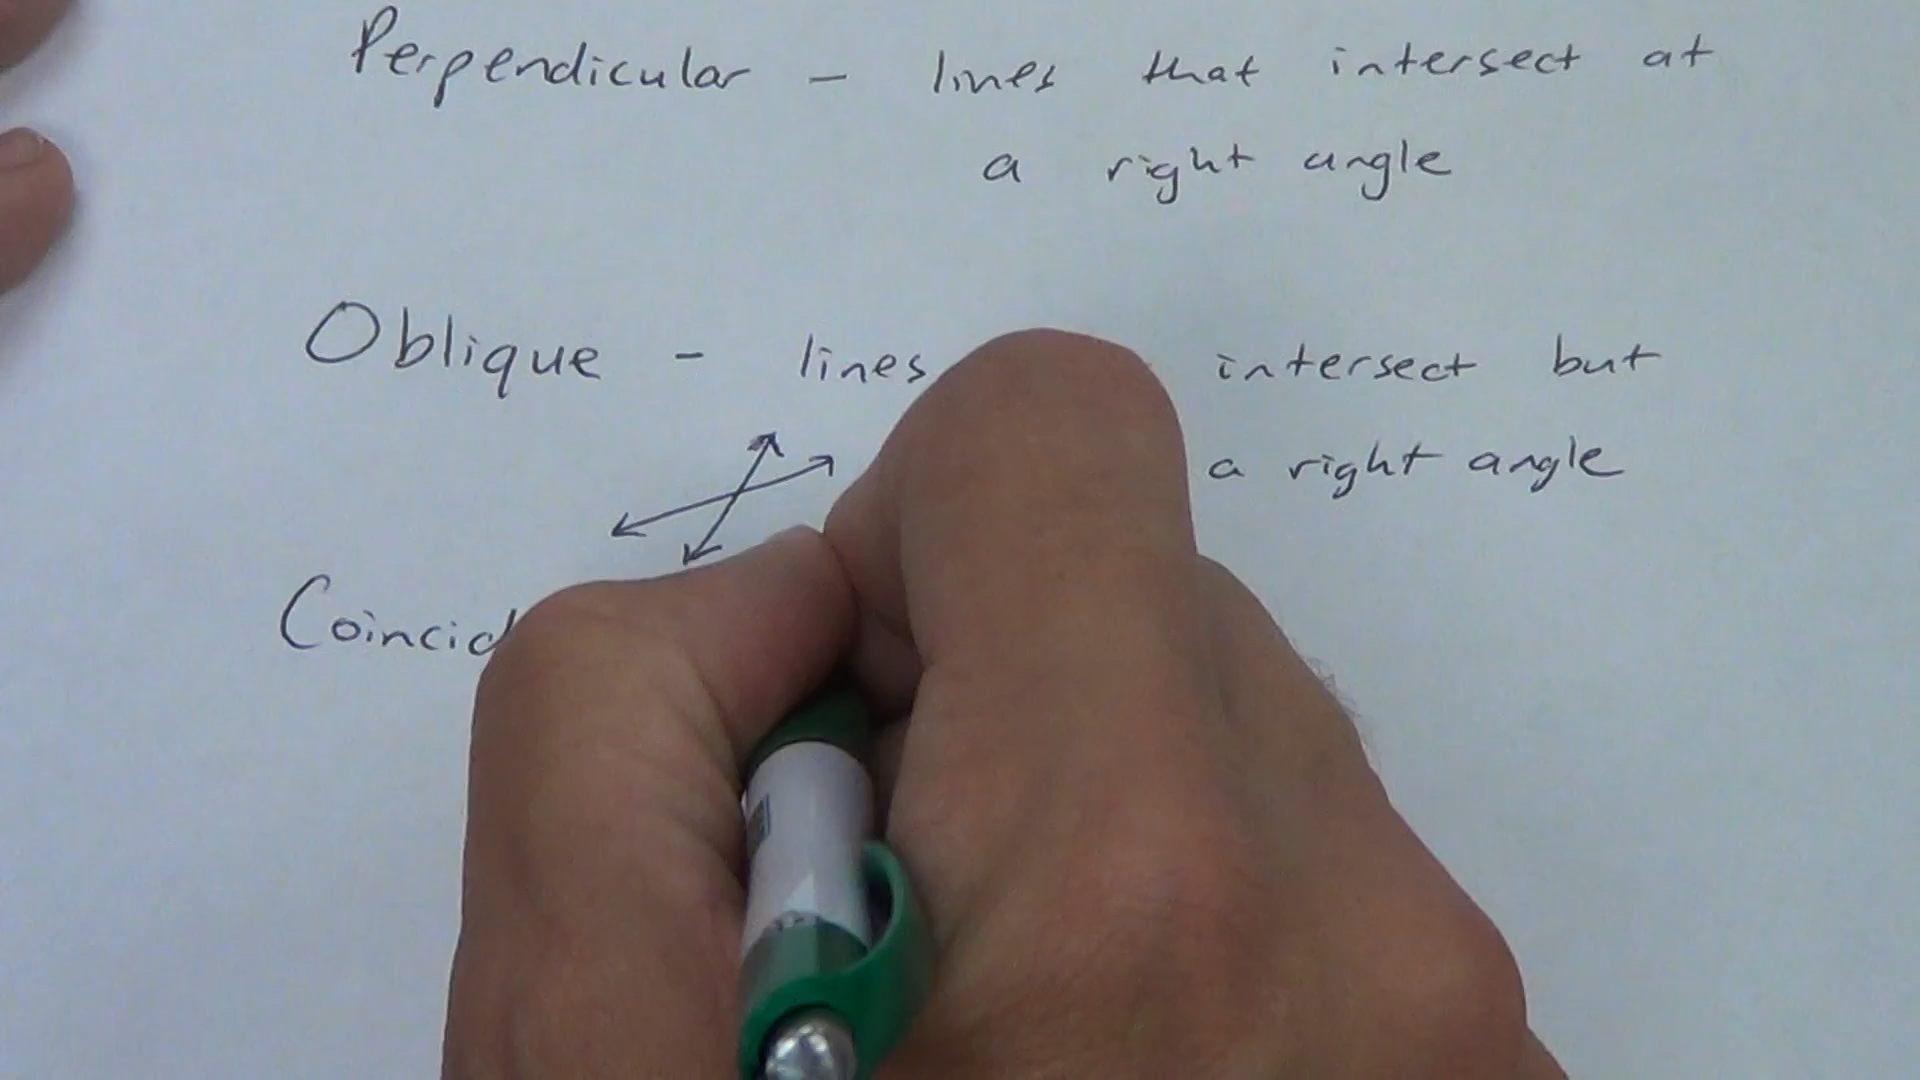 Perpendicular - lines that intersect at
a right angle
Oblique - lines intersect but
a right angle
Coincid